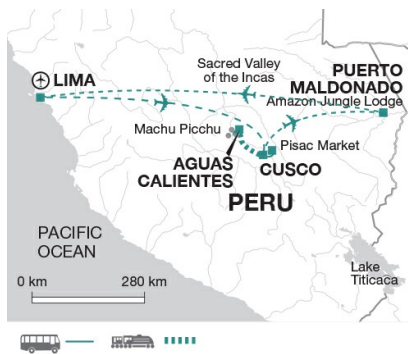 LIMA
Sacred Valley
of the Incas
PUERTO
MALDONADO
Amazon Jungle Lodge
Machu Picchu
Pisac Market
AGUAS
CALIENTES
CUSCO
PERU
PACIFIC
OCEAN
Lake
Titicaca
0 km
280 km